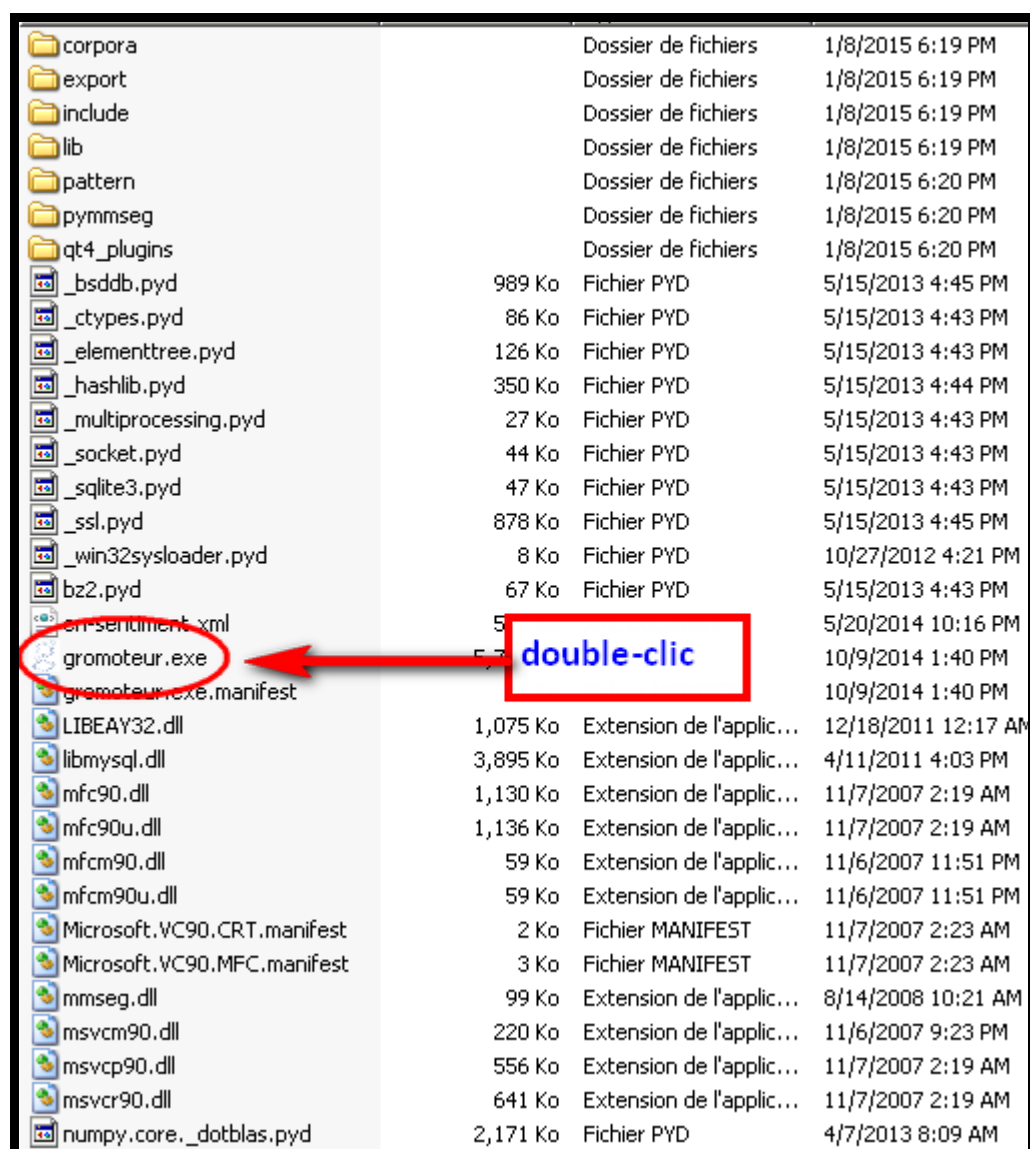 corpora Dossier de fichiers 1/8/2015 6:19 PM
export Dossier de fichiers 1/8/2015 6:19 PM
include Dossier de fichiers 1/8/2015 6:19 PM
lib Dossier de fichiers 1/8/2015 6:19 PM
pattern Dossier de fichiers 1/8/2015 6:20 PM
pymmseg Dossier de fichiers 1/8/2015 6:20 PM
qt4_plugins Dossier de fichiers 1/8/2015 6:20 PM
_bsddb.pyd 989 Ko Fichier PYD 5/15/2013 4:45 PM
_ctypes.pyd 86 Ko Fichier PYD 5/15/2013 4:43 PM
_elementtree.pyd 126 Ko Fichier PYD 5/15/2013 4:43 PM
_hashlib.pyd 350 Ko Fichier PYD 5/15/2013 4:44 PM
_multiprocessing.pyd 27 Ko Fichier PYD 5/15/2013 4:43 PM
_socket.pyd 44 Ko Fichier PYD 5/15/2013 4:43 PM
_sqlite3.pyd 47 Ko Fichier PYD 5/15/2013 4:43 PM
_ssl.pyd 878 Ko Fichier PYD 5/15/2013 4:45 PM
_win32sysloader.pyd 8 Ko Fichier PYD 10/27/2012 4:21 PM
bz2.pyd 67 Ko Fichier PYD 5/15/2013 4:43 PM
en-sentiment.xml 5/20/2014 10:16 PM
gromoteur.exe double-clic 10/9/2014 1:40 PM
gromoteur.exe.manifest 10/9/2014 1:40 PM
LIBEAY32.dll 1,075 Ko Extension de l'applic... 12/18/2011 12:17 AM
libmysql.dll 3,895 Ko Extension de l'applic... 4/11/2011 4:03 PM
mfc90.dll 1,130 Ko Extension de l'applic... 11/7/2007 2:19 AM
mfc90u.dll 1,136 Ko Extension de l'applic... 11/7/2007 2:19 AM
mfcm90.dll 59 Ko Extension de l'applic... 11/6/2007 11:51 PM
mfcm90u.dll 59 Ko Extension de l'applic... 11/6/2007 11:51 PM
Microsoft.VC90.CRT.manifest 2 Ko Fichier MANIFEST 11/7/2007 2:23 AM
Microsoft.VC90.MFC.manifest 3 Ko Fichier MANIFEST 11/7/2007 2:23 AM
mmseg.dll 99 Ko Extension de l'applic... 8/14/2008 10:21 AM
msvcm90.dll 220 Ko Extension de l'applic... 11/6/2007 9:23 PM
msvcp90.dll 556 Ko Extension de l'applic... 11/7/2007 2:19 AM
msvcr90.dll 641 Ko Extension de l'applic... 11/7/2007 2:19 AM
numpy.core._dotblas.pyd 2,171 Ko Fichier PYD 4/7/2013 8:09 AM